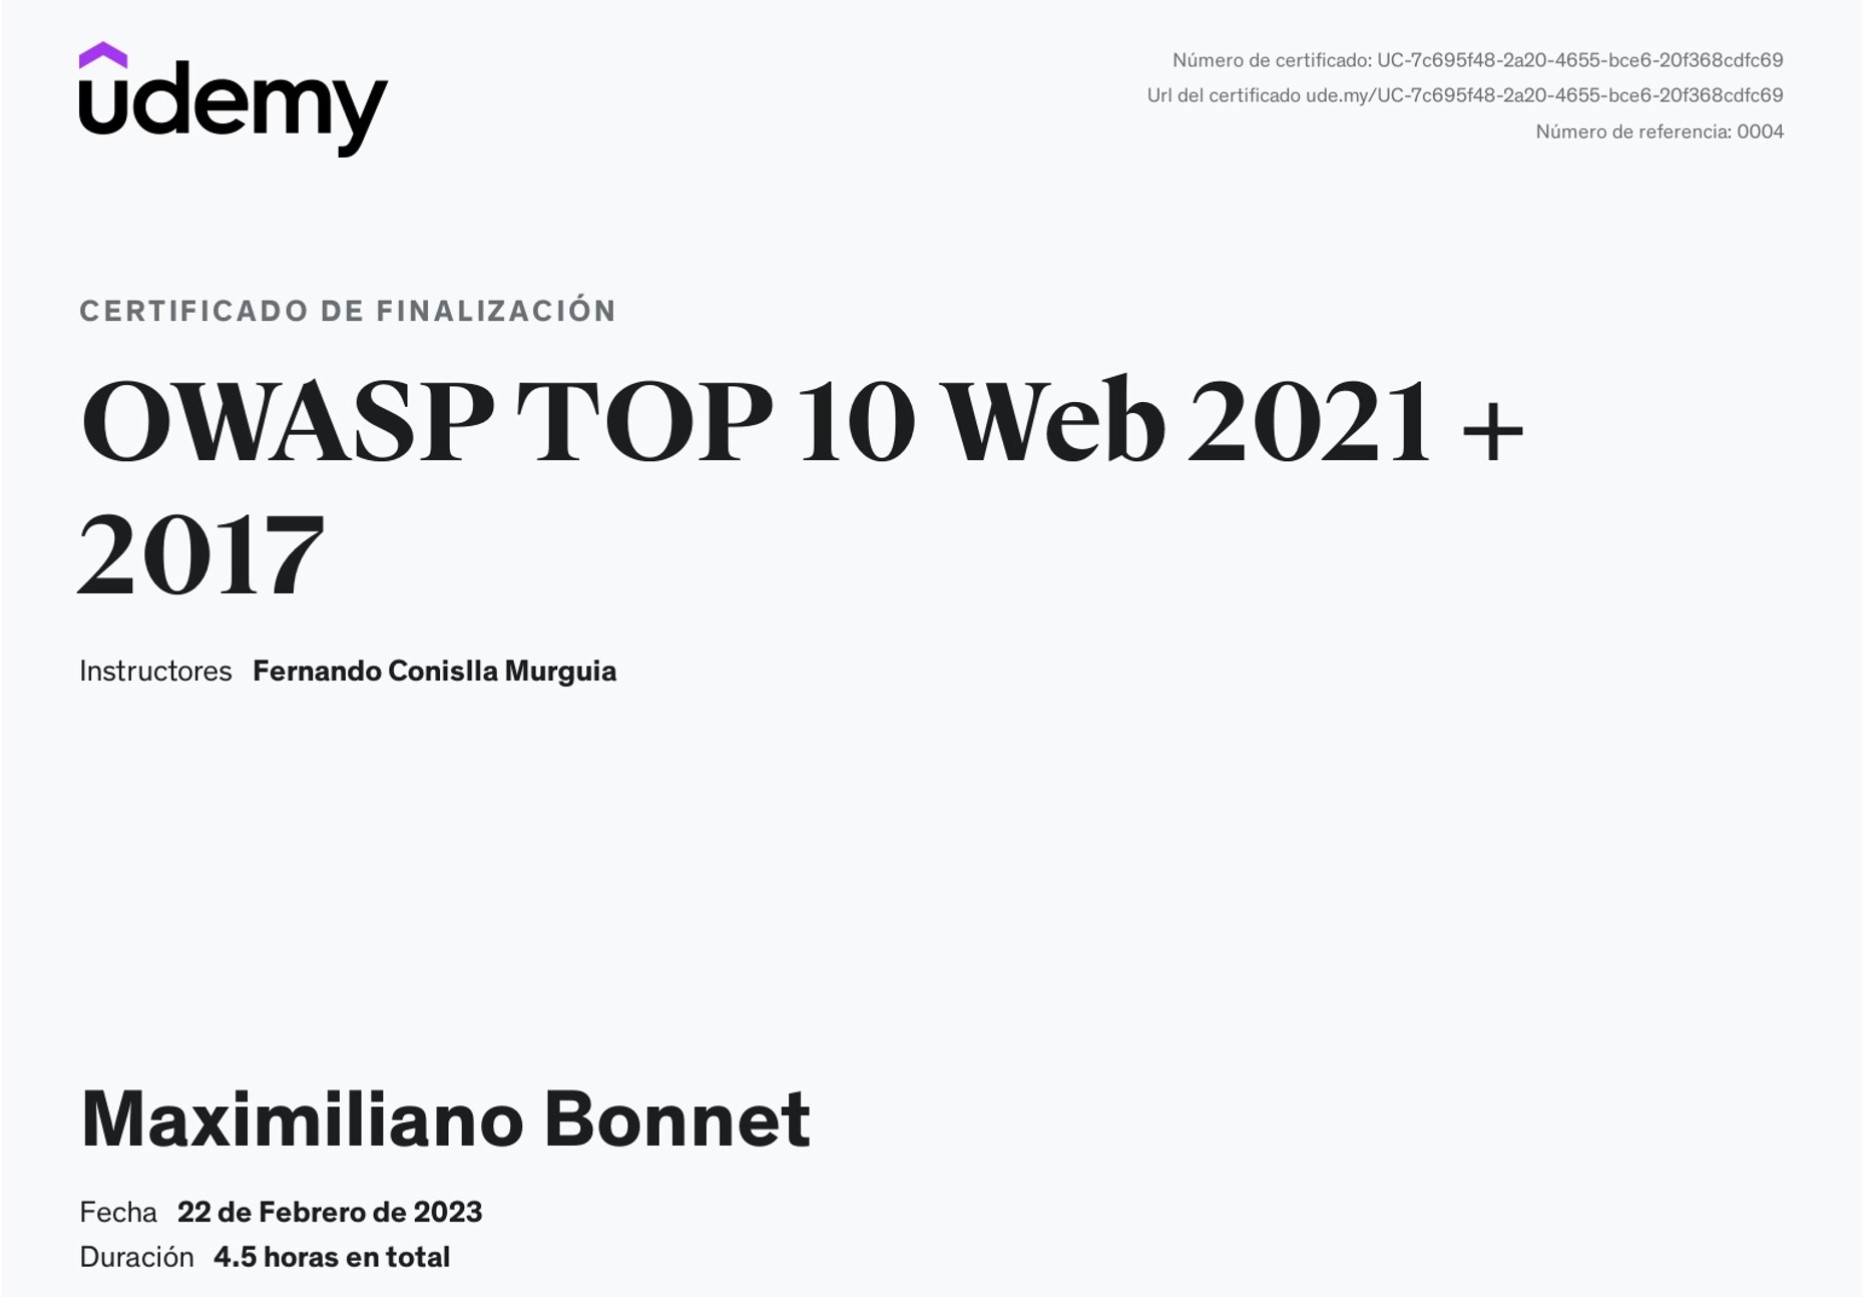 udemy
Número de certificado: UC-7c695f48-2a20-4655-bce6-20f368cdfc69
Url del certificado ude.my/UC-7c695f48-2a20-4655-bce6-20f368cdfc69
Número de referencia: 0004
CERTIFICADO DE FINALIZACIÓN
OWASP TOP 10 Web 2021 +
2017
Instructores Fernando Conislla Murguia
Maximiliano Bonnet
Fecha 22 de Febrero de 2023
Duración 4.5 horas en total